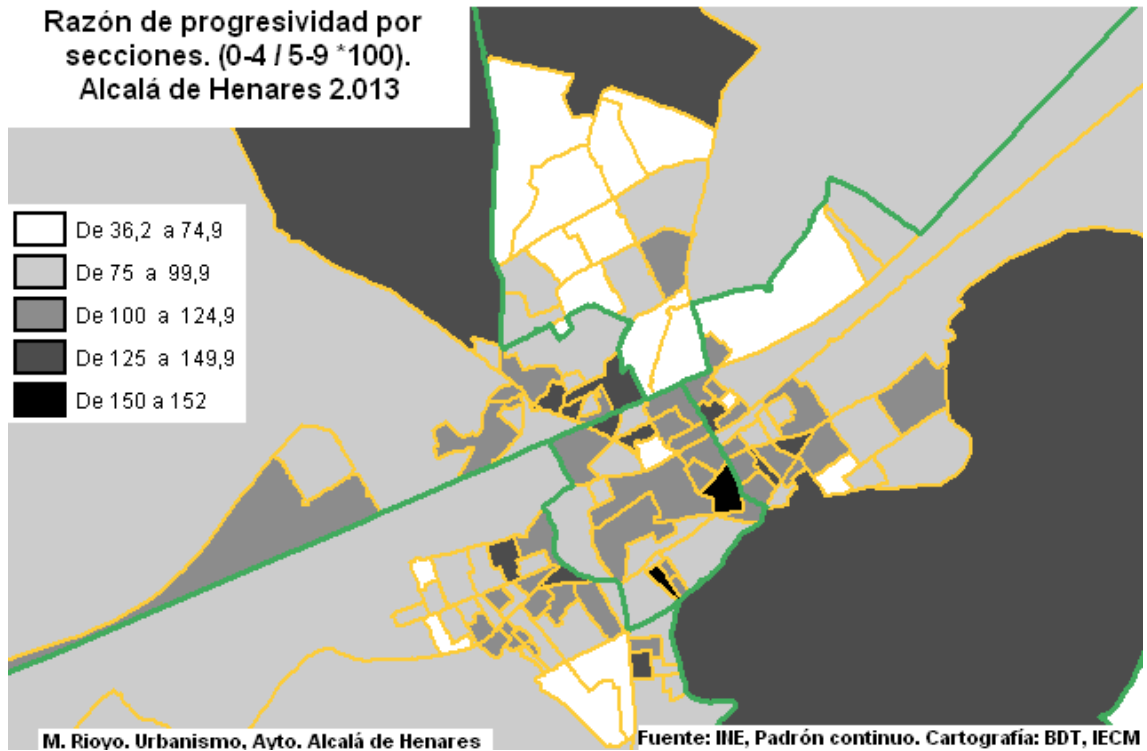 Razón de progresividad por
secciones. (0-4 / 5-9 *100).
Alcalá de Henares 2.013
De 36,2 a 74,9
De 75 a 99,9
De 100 a 124,9
De 125 a 149,9
De 150 a 152
M. Rioyo. Urbanismo, Ayto. Alcalá de Henares
Fuente: INE, Padrón continuo. Cartografía: BDT, IECM